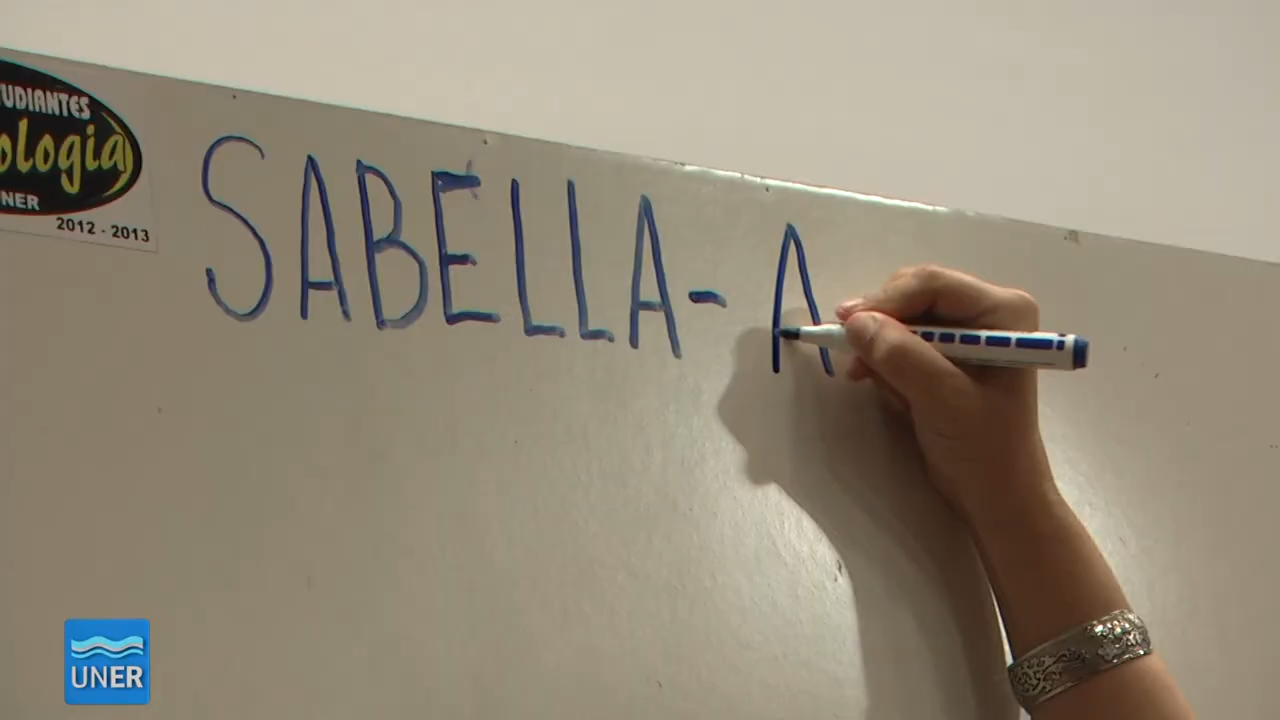 UDIANTES
ologia
NER
2012 - 2013
SABELLA- A
UNER